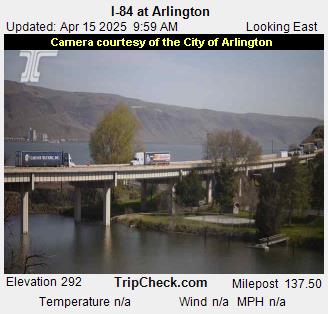 I-84 at Arlington
Updated: Apr 15 2025 9:59 AM Looking East
Camera courtesy of the City of Arlington
Elevation 292 TripCheck.com Milepost 137.50
Temperature n/a Wind n/a MPH n/a